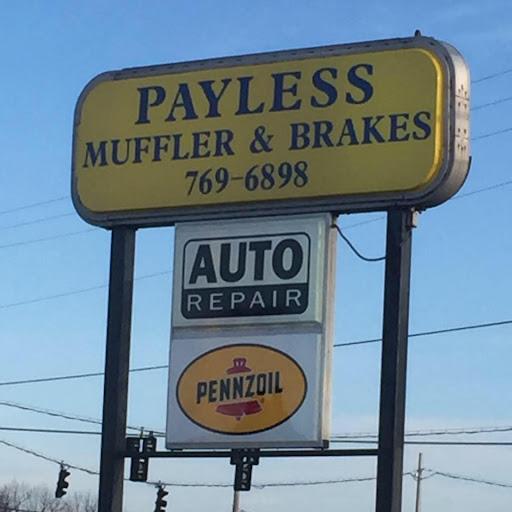 PAYLESS
MUFFLER & BRAKES
769-6898
AUTO
REPAIR
PENNZOIL